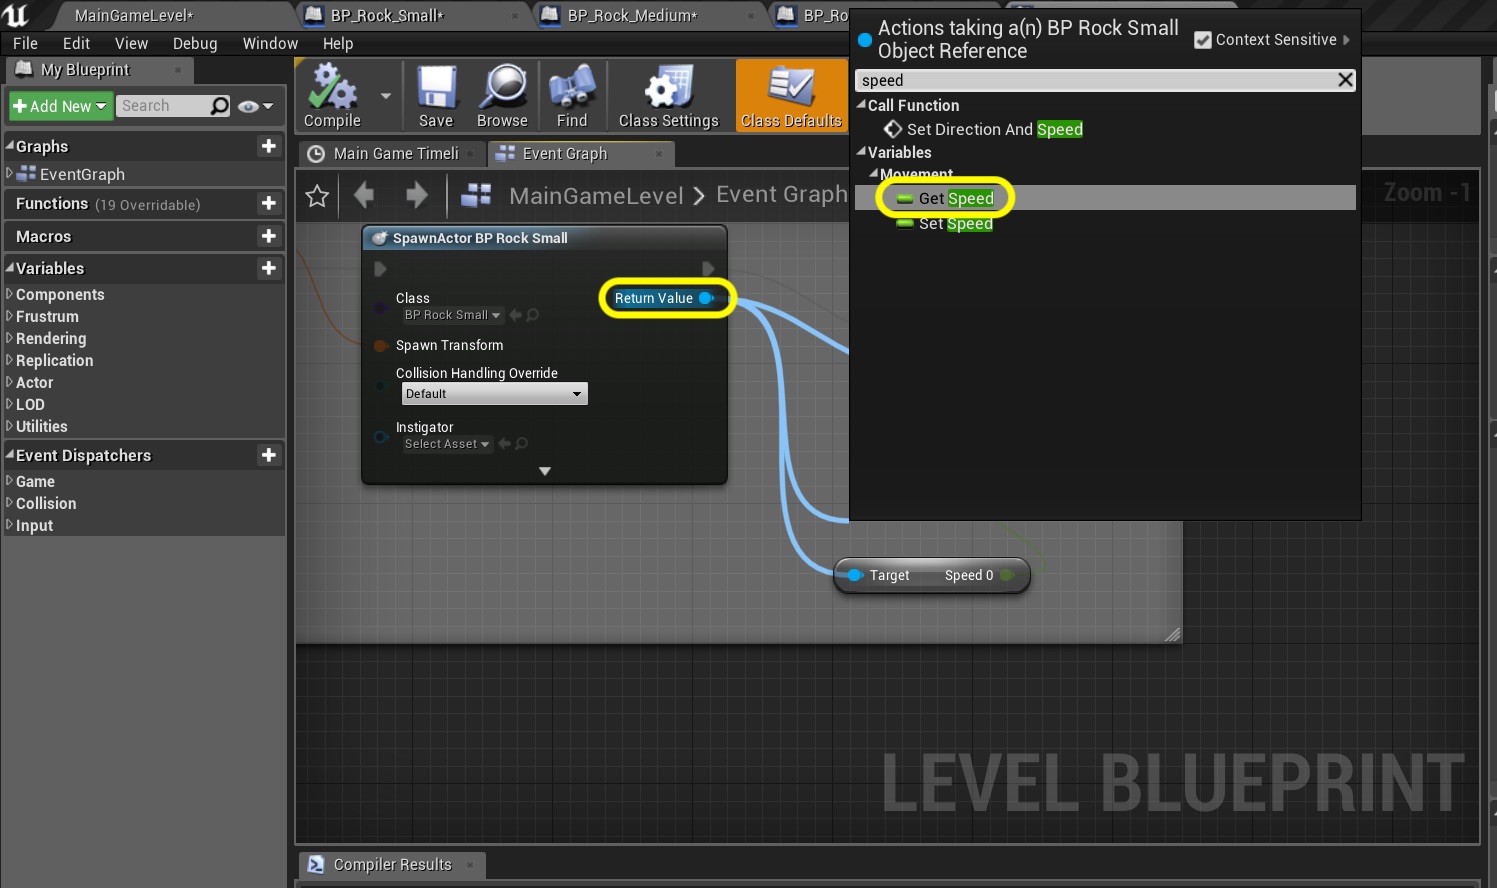 MainGameLevel*
BP_Rock_Small*
BP_Rock_Medium*
BP_Ro
File Edit View Debug Window Help
My Blueprint
Add New
Search
Graphs
EventGraph
Functions (19 Overridable)
Macros
Variables
Components
Frustrum
Rendering
Replication
Actor
LOD
Utilities
Event Dispatchers
Game
Collision
Input
Compile
Save
Browse
Find
Class Settings
Class Defaults
Main Game Timeli
Event Graph
MainGameLevel > Event Graph
Zoom -1
SpawnActor BP Rock Small
Class
BP Rock Small
Return Value
Spawn Transform
Collision Handling Override
Default
Instigator
Select Asset
Actions taking a(n) BP Rock Small
Object Reference
Context Sensitive
speed
Call Function
Set Direction And Speed
Variables
Movement
Get Speed
Set Speed
Target Speed 0
LEVEL BLUEPRINT
Compiler Results